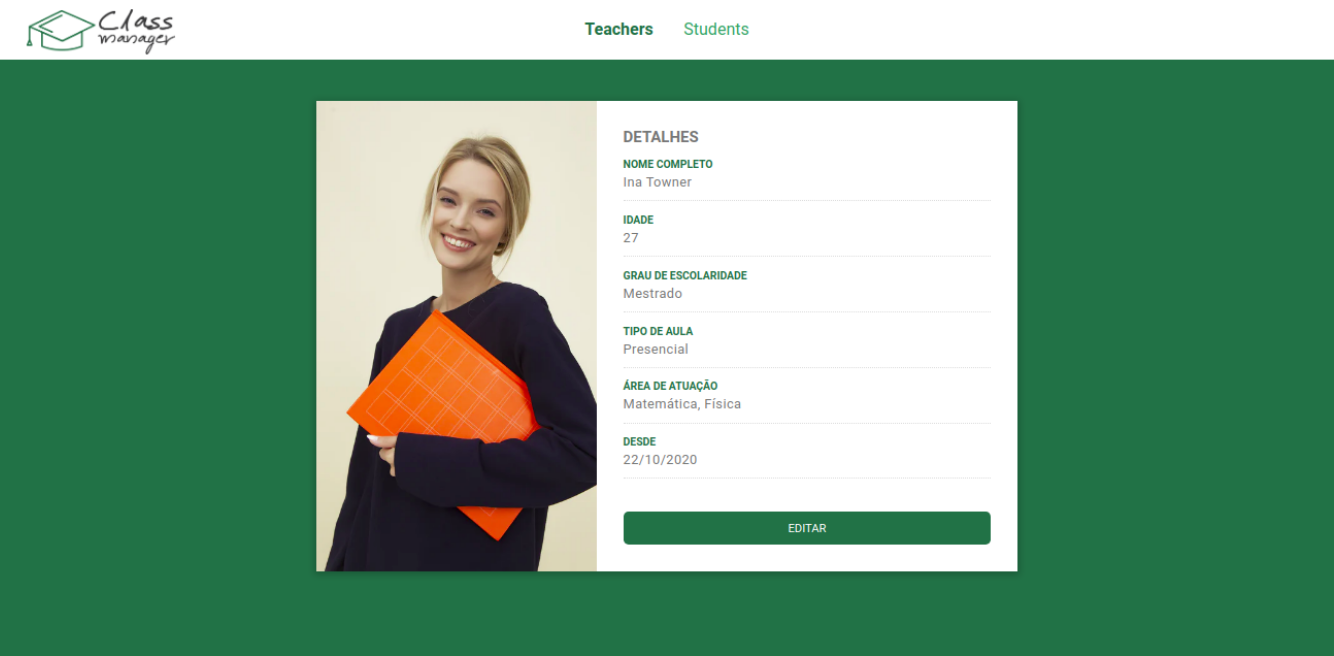 Class
manager
Teachers Students
DETALHES
NOME COMPLETO
Ina Towner
IDADE
27
GRAU DE ESCOLARIDADE
Mestrado
TIPO DE AULA
Presencial
ÁREA DE ATUAÇÃO
Matemática, Física
DESDE
22/10/2020
EDITAR